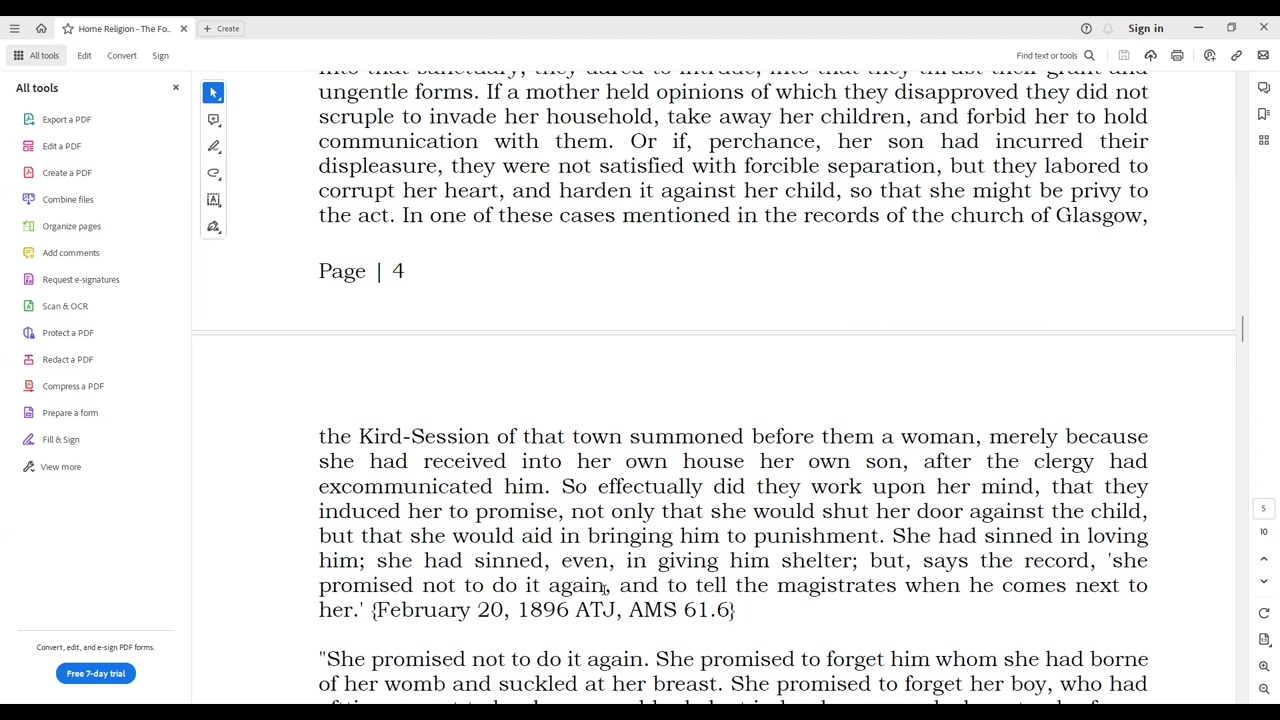 Home Religion - The Fo..
Create
Sign in
All tools
Edit
Convert
Sign
Find text or tools
All tools
Export a PDF
Edit a PDF
Create a PDF
Combine files
Organize pages
Add comments
Request e-signatures
Scan & OCR
Protect a PDF
Redact a PDF
Compress a PDF
Prepare a form
Fill & Sign
View more
Convert, edit, and e-sign PDF forms.
Free 7-day trial
into that sanctuary, they dared to intrude, into that they thrust their grant and
ungentle forms. If a mother held opinions of which they disapproved they did not
scruple to invade her household, take away her children, and forbid her to hold
communication with them. Or if, perchance, her son had incurred their
displeasure, they were not satisfied with forcible separation, but they labored to
corrupt her heart, and harden it against her child, so that she might be privy to
the act. In one of these cases mentioned in the records of the church of Glasgow,
Page | 4
the Kird-Session of that town summoned before them a woman, merely because
she had received into her own house her own son, after the clergy had
excommunicated him. So effectually did they work upon her mind, that they
induced her to promise, not only that she would shut her door against the child,
but that she would aid in bringing him to punishment. She had sinned in loving
him; she had sinned, even, in giving him shelter; but, says the record, 'she
promised not to do it again, and to tell the magistrates when he comes next to
her.' {February 20, 1896 ATJ, AMS 61.6}
"She promised not to do it again. She promised to forget him whom she had borne
of her womb and suckled at her breast. She promised to forget her boy, who had
5
10